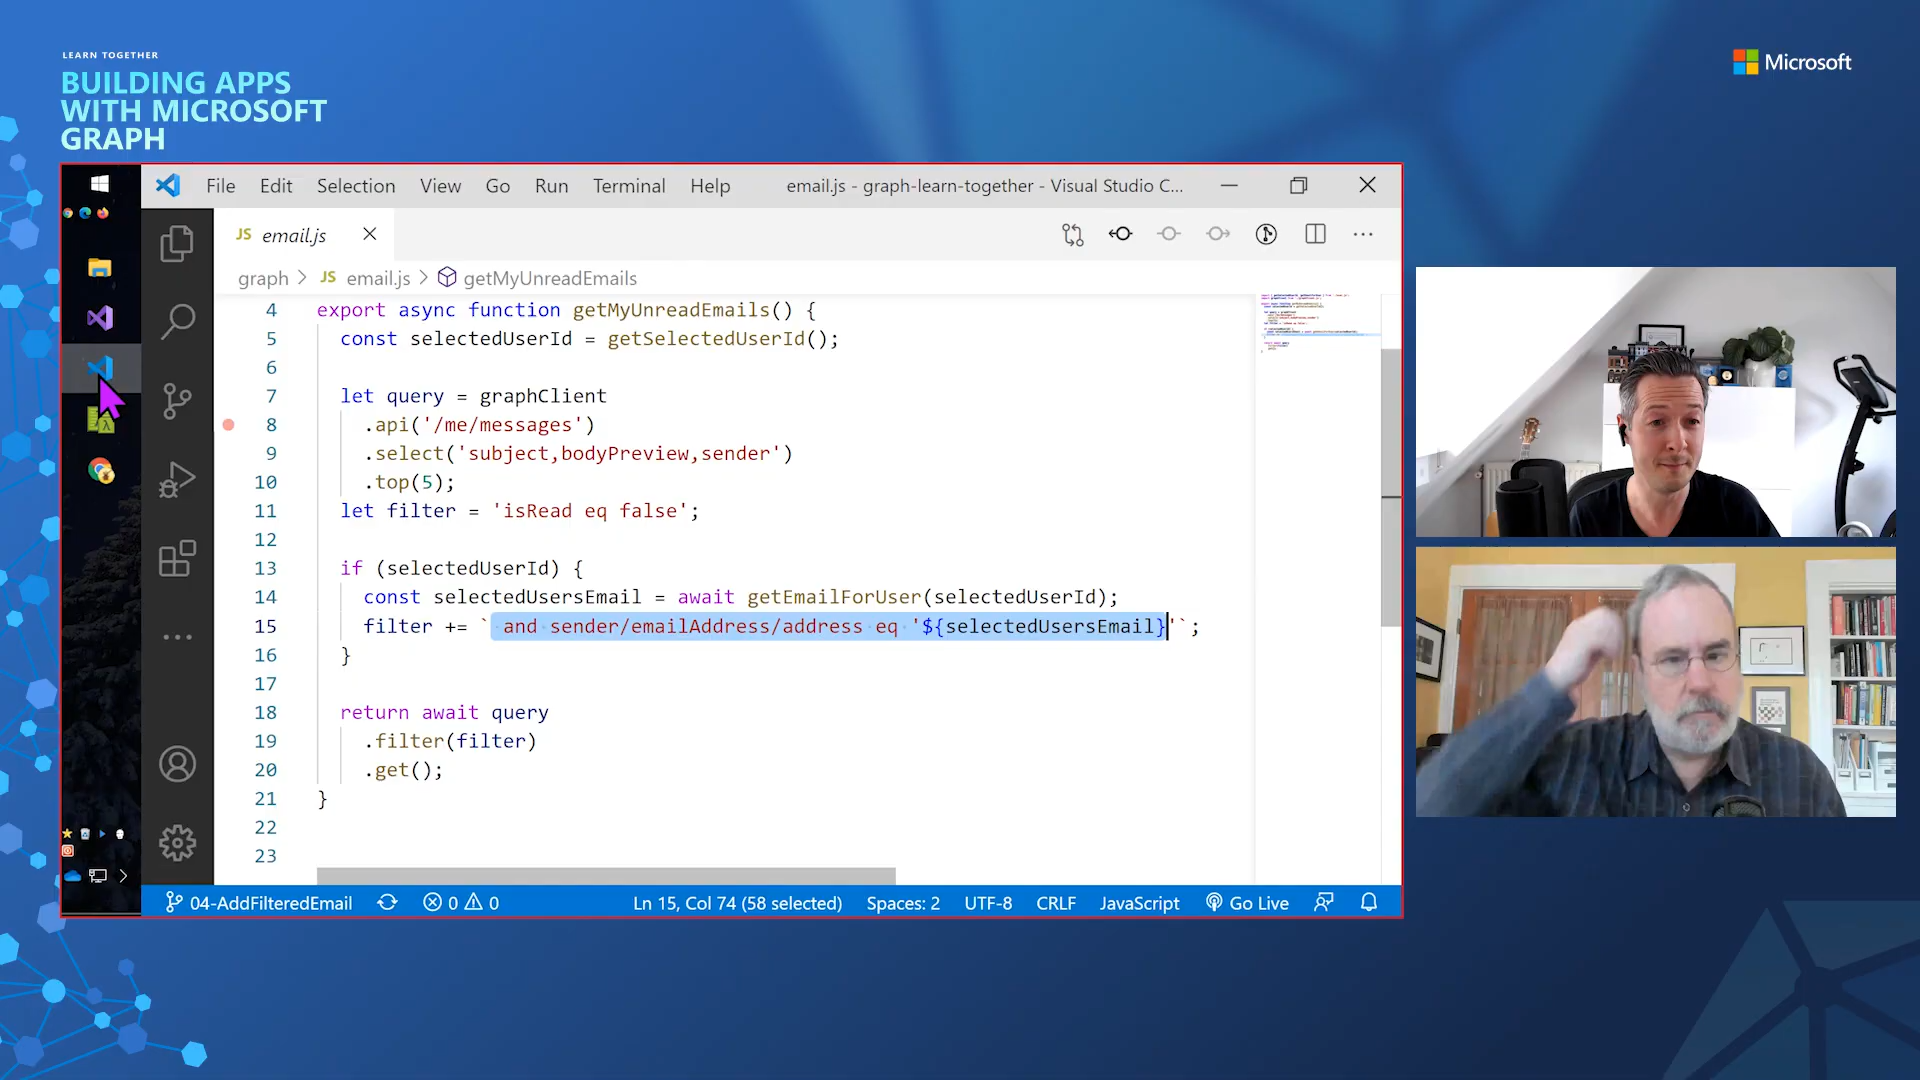 LEARN TOGETHER
BUILDING APPS
WITH MICROSOFT
GRAPH
Microsoft
File Edit Selection View Go Run Terminal Help email.js - graph-learn-together - Visual Studio C...
JS email.js
graph > JS email.js > getMyUnreadEmails
4 export async function getMyUnreadEmails() {
5 const selectedUserId = getSelectedUserId();
6
7 let query = graphClient
8 .api('/me/messages')
9 .select('subject,bodyPreview,sender')
10 .top(5);
11 let filter = 'isRead eq false';
12
13 if (selectedUserId) {
14 const selectedUsersEmail = await getEmailForUser(selectedUserId);
15 filter += ` and sender/emailAddress/address eq '${selectedUsersEmail}'`;
16 }
17
18 return await query
19 .filter(filter)
20 .get();
21 }
22
23
04-AddFilteredEmail 0 0 Ln 15, Col 74 (58 selected) Spaces: 2 UTF-8 CRLF JavaScript Go Live